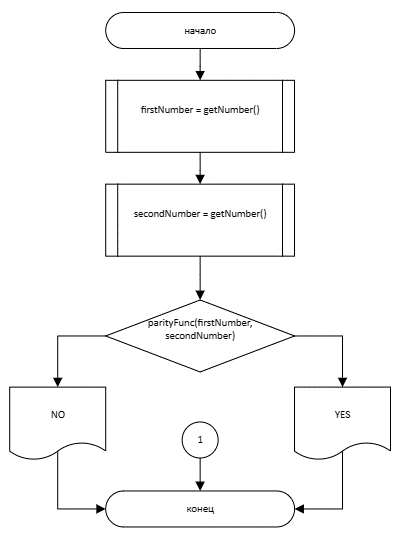 начало
firstNumber = getNumber()
secondNumber = getNumber()
parityFunc(firstNumber,
secondNumber)
NO
YES
1
конец